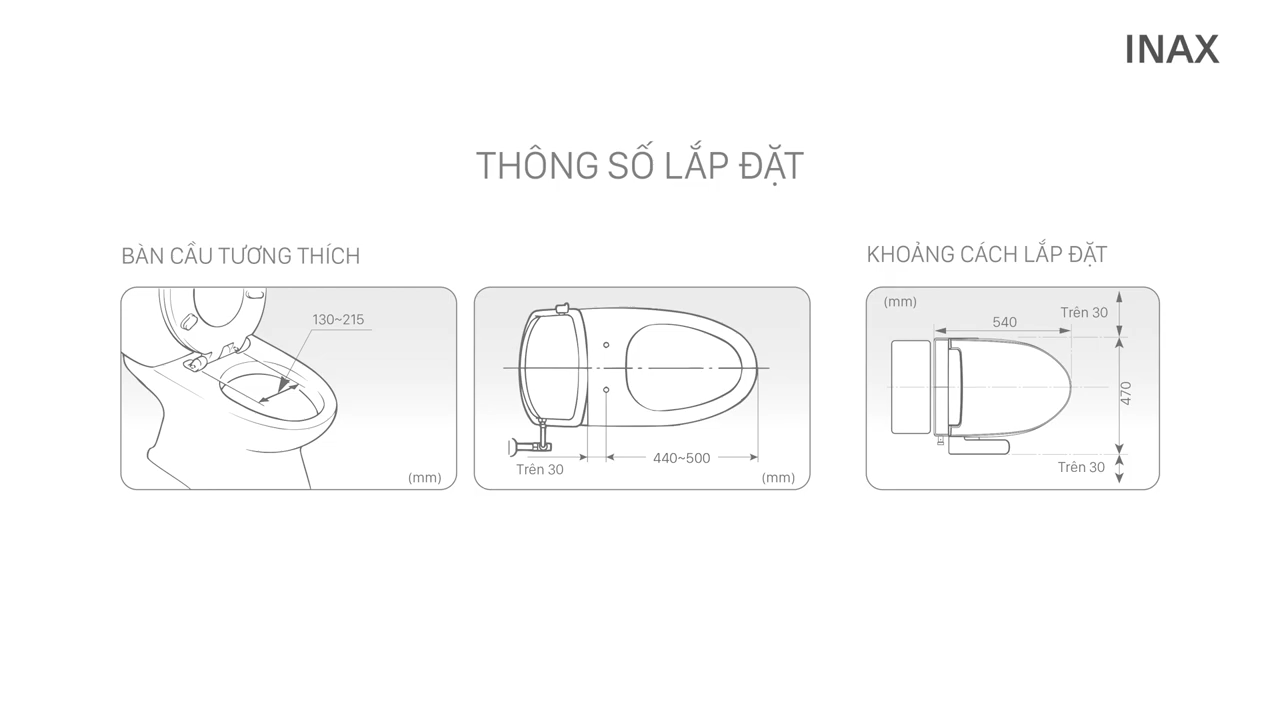 INAX
THÔNG SỐ LẮP ĐẶT
BÀN CẦU TƯƠNG THÍCH
130~215
(mm)
Trên 30
440~500
(mm)
KHOẢNG CÁCH LẮP ĐẶT
(mm)
Trên 30
540
470
Trên 30